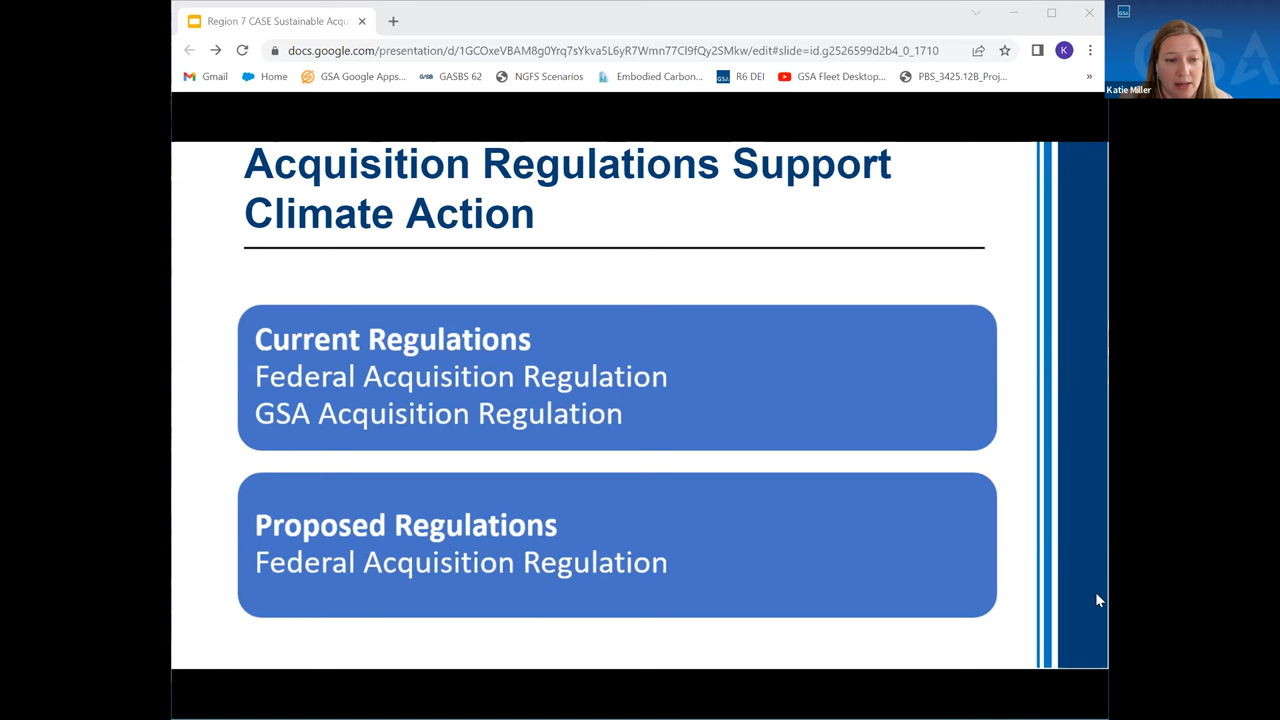 Region 7 CASE Sustainable Acqu
docs.google.com/presentation/d/1GCOxeVBAM8g0Yrq7sYkva5L6yR7Wmn77Cl9fQy2SMkw/edit#slide=id.g2526599d2b4_0_1710
K
Gmail
Home
GSA Google Apps...
GASBS 62
NGFS Scenarios
Embodied Carbon...
R6 DEI
GSA Fleet Desktop...
PBS_3425.12B_Proj...
GSA
Katie Miller
Acquisition Regulations Support
Climate Action
Current Regulations
Federal Acquisition Regulation
GSA Acquisition Regulation
Proposed Regulations
Federal Acquisition Regulation